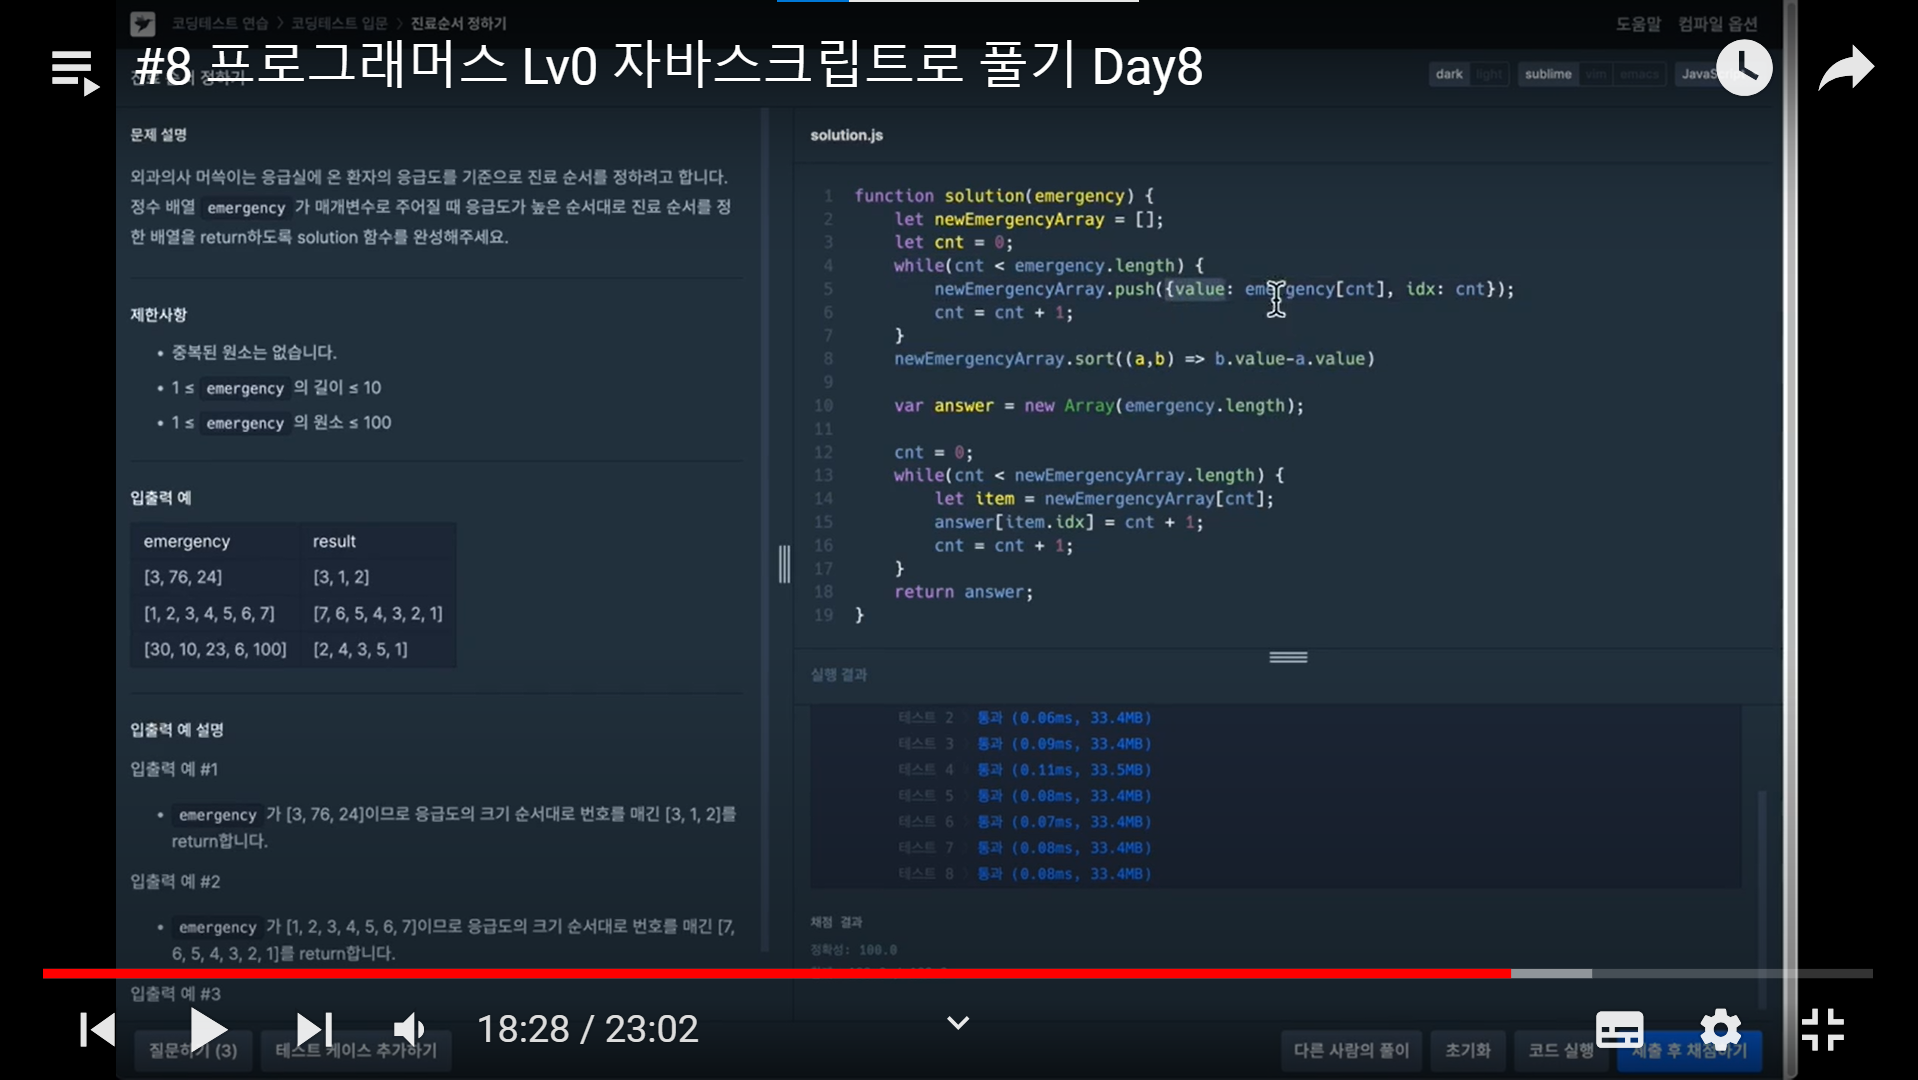 코딩테스트 연습 > 코딩테스트 입문 > 진료순서 정하기
도움말 컴파일 옵션
#8 프로그래머스 Lv0 자바스크립트로 풀기 Day8
진료 순서 정하기
dark light sublime vim emacs JavaScript
문제 설명
외과의사 머쓱이는 응급실에 온 환자의 응급도를 기준으로 진료 순서를 정하려고 합니다.
정수 배열 emergency 가 매개변수로 주어질 때 응급도가 높은 순서대로 진료 순서를 정
한 배열을 return하도록 solution 함수를 완성해주세요.
제한사항
• 중복된 원소는 없습니다.
• 1 ≤ emergency 의 길이 ≤ 10
• 1 ≤ emergency 의 원소 ≤ 100
입출력 예
emergency result
[3, 76, 24] [3, 1, 2]
[1, 2, 3, 4, 5, 6, 7] [7, 6, 5, 4, 3, 2, 1]
[30, 10, 23, 6, 100] [2, 4, 3, 5, 1]
입출력 예 설명
입출력 예 #1
• emergency 가 [3, 76, 24]이므로 응급도의 크기 순서대로 번호를 매긴 [3, 1, 2]를
return합니다.
입출력 예 #2
• emergency 가 [1, 2, 3, 4, 5, 6, 7]이므로 응급도의 크기 순서대로 번호를 매긴 [7,
6, 5, 4, 3, 2, 1]를 return합니다.
입출력 예 #3
solution.js
1 function solution(emergency) {
2 let newEmergencyArray = [];
3 let cnt = 0;
4 while(cnt < emergency.length) {
5 newEmergencyArray.push({value: emergency[cnt], idx: cnt});
6 cnt = cnt + 1;
7 }
8 newEmergencyArray.sort((a,b) => b.value-a.value)
9
10 var answer = new Array(emergency.length);
11
12 cnt = 0;
13 while(cnt < newEmergencyArray.length) {
14 let item = newEmergencyArray[cnt];
15 answer[item.idx] = cnt + 1;
16 cnt = cnt + 1;
17 }
18 return answer;
19 }
실행 결과
테스트 2 통과 (0.06ms, 33.4MB)
테스트 3 통과 (0.09ms, 33.4MB)
테스트 4 통과 (0.11ms, 33.5MB)
테스트 5 통과 (0.08ms, 33.4MB)
테스트 6 통과 (0.07ms, 33.4MB)
테스트 7 통과 (0.08ms, 33.4MB)
테스트 8 통과 (0.08ms, 33.4MB)
채점 결과
정확성: 100.0
18:28 / 23:02
질문하기 (3) 테스트 케이스 추가하기
다른 사람의 풀이 초기화 코드 실행 제출 후 채점하기